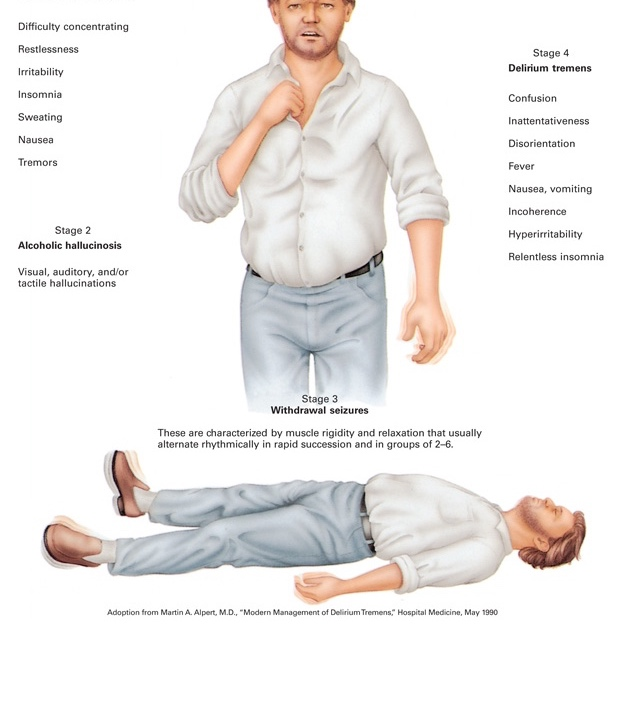 Difficulty concentrating
Restlessness
Irritability
Insomnia
Sweating
Nausea
Tremors
Stage 2
Alcoholic hallucinosis
Visual, auditory, and/or
tactile hallucinations
Stage 4
Delirium tremens
Confusion
Inattentativeness
Disorientation
Fever
Nausea, vomiting
Incoherence
Hyperirritability
Relentless insomnia
Stage 3
Withdrawal seizures
These are characterized by muscle rigidity and relaxation that usually
alternate rhythmically in rapid succession and in groups of 2–6.
Adoption from Martin A. Alpert, M.D., “Modern Management of Delirium Tremens,” Hospital Medicine, May 1990